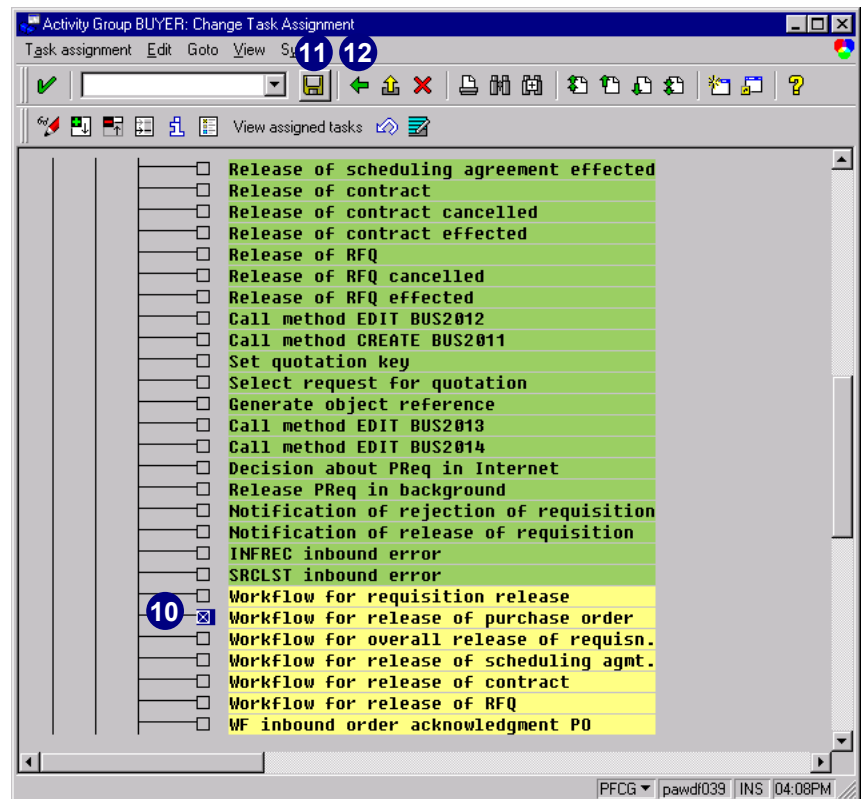 Activity Group BUYER: Change Task Assignment
Task assignment Edit Goto View Sy
11 12
View assigned tasks
Release of scheduling agreement effected
Release of contract
Release of contract cancelled
Release of contract effected
Release of RFQ
Release of RFQ cancelled
Release of RFQ effected
Call method EDIT BUS2012
Call method CREATE BUS2011
Set quotation key
Select request for quotation
Generate object reference
Call method EDIT BUS2013
Call method EDIT BUS2014
Decision about PReq in Internet
Release PReq in background
Notification of rejection of requisition
Notification of release of requisition
INFREC inbound error
SRCLST inbound error
Workflow for requisition release
10 Workflow for release of purchase order
Workflow for overall release of requisn.
Workflow for release of scheduling agmt.
Workflow for release of contract
Workflow for release of RFQ
WF inbound order acknowledgment PO
PFCG pawdf039 INS 04:08PM